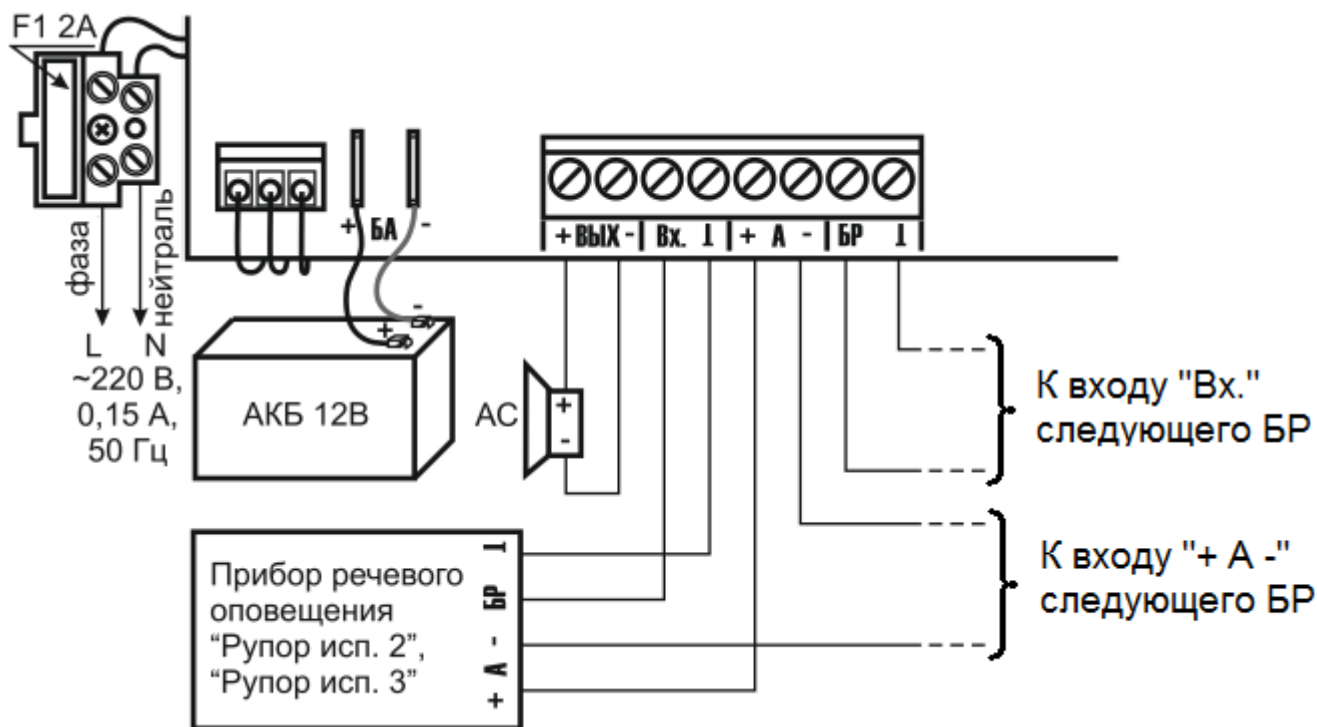 F1 2A
фаза
нейтраль
L N
~220 В,
0,15 А,
50 Гц
+ БА -
+ -
АКБ 12В
+ ВЫХ - Вх. ⊥ + А - БР ⊥
АС
+
-
К входу "Вх."
следующего БР
К входу "+ А -"
следующего БР
Прибор речевого
оповещения
“Рупор исп. 2”,
“Рупор исп. 3”
⊥
БР
+ А -